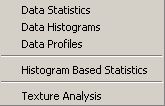 Data Statistics
Data Histograms
Data Profiles
Histogram Based Statistics
Texture Analysis